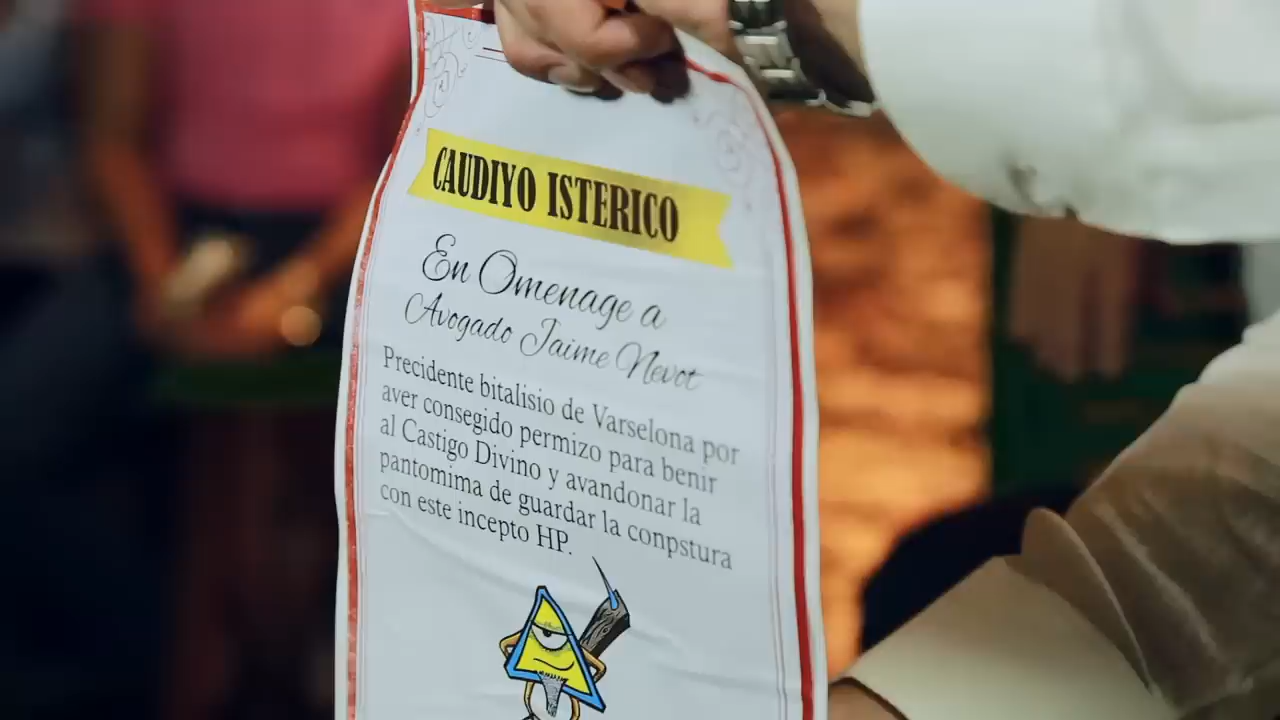 CAUDIYO ISTERICO
En Omenage a
Avogado Jaime Nevot
Precidente bitalisio de Varselona por
aver consegido permizo para benir
al Castigo Divino y avandonar la
pantomima de guardar la conpstura
con este incepto HP.